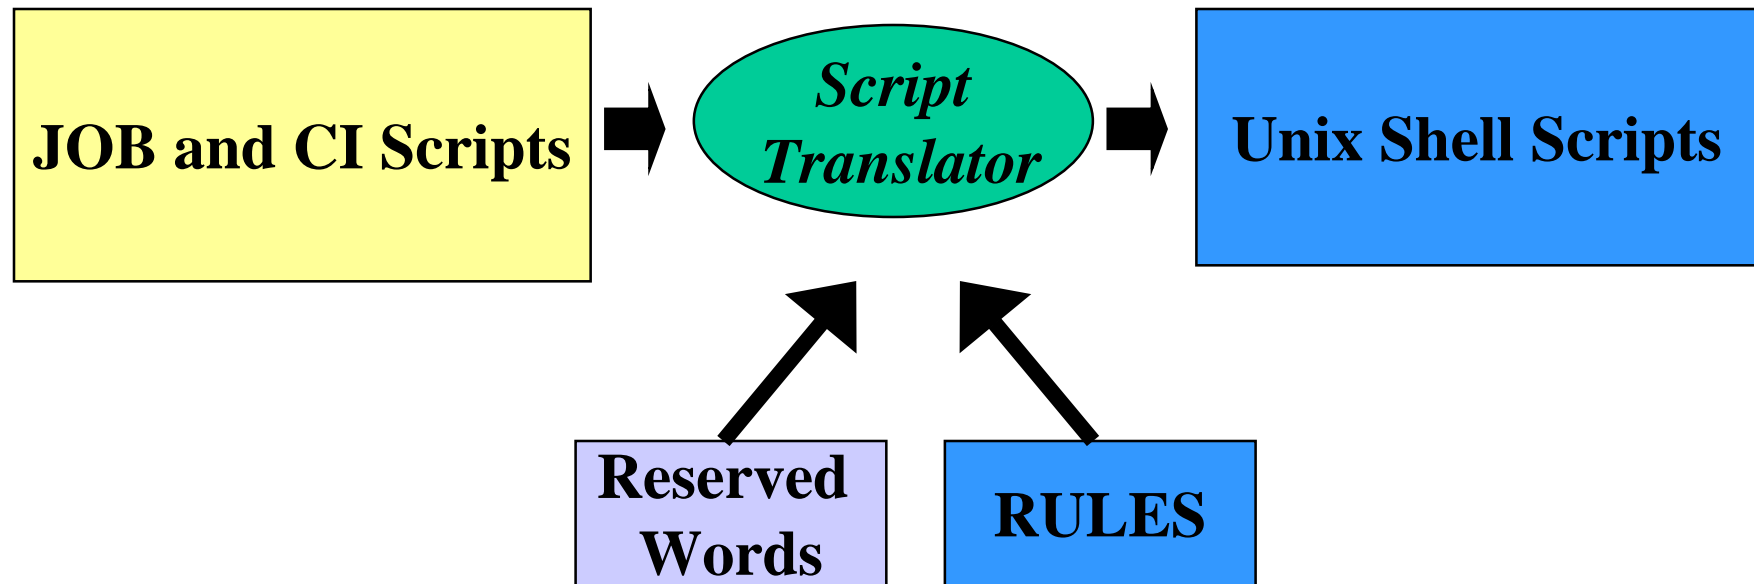 JOB and CI Scripts
Script
Translator
Unix Shell Scripts
Reserved
Words
RULES